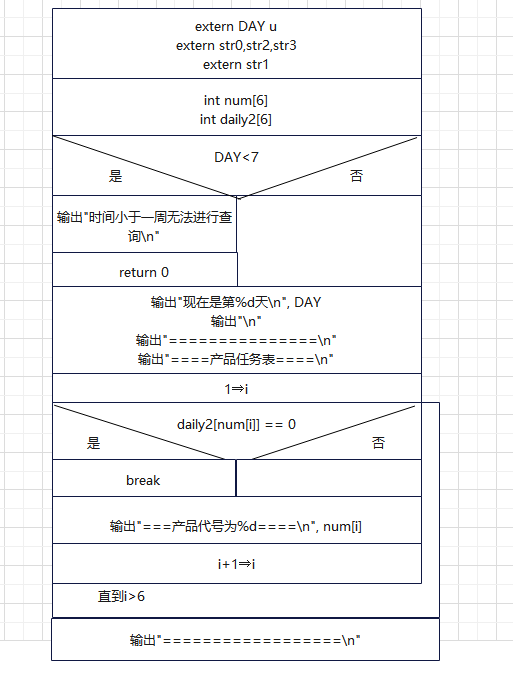 extern DAY u
extern str0,str2,str3
extern str1
int num[6]
int daily2[6]
DAY<7
是
否
输出"时间小于一周无法进行查
询\n"
return 0
输出"现在是第%d天\n", DAY
输出"\n"
输出"===============\n"
输出"====产品任务表====\n"
1⇒i
daily2[num[i]] == 0
是
否
break
输出"===产品代号为%d====\n", num[i]
i+1⇒i
直到i>6
输出"==================\n"